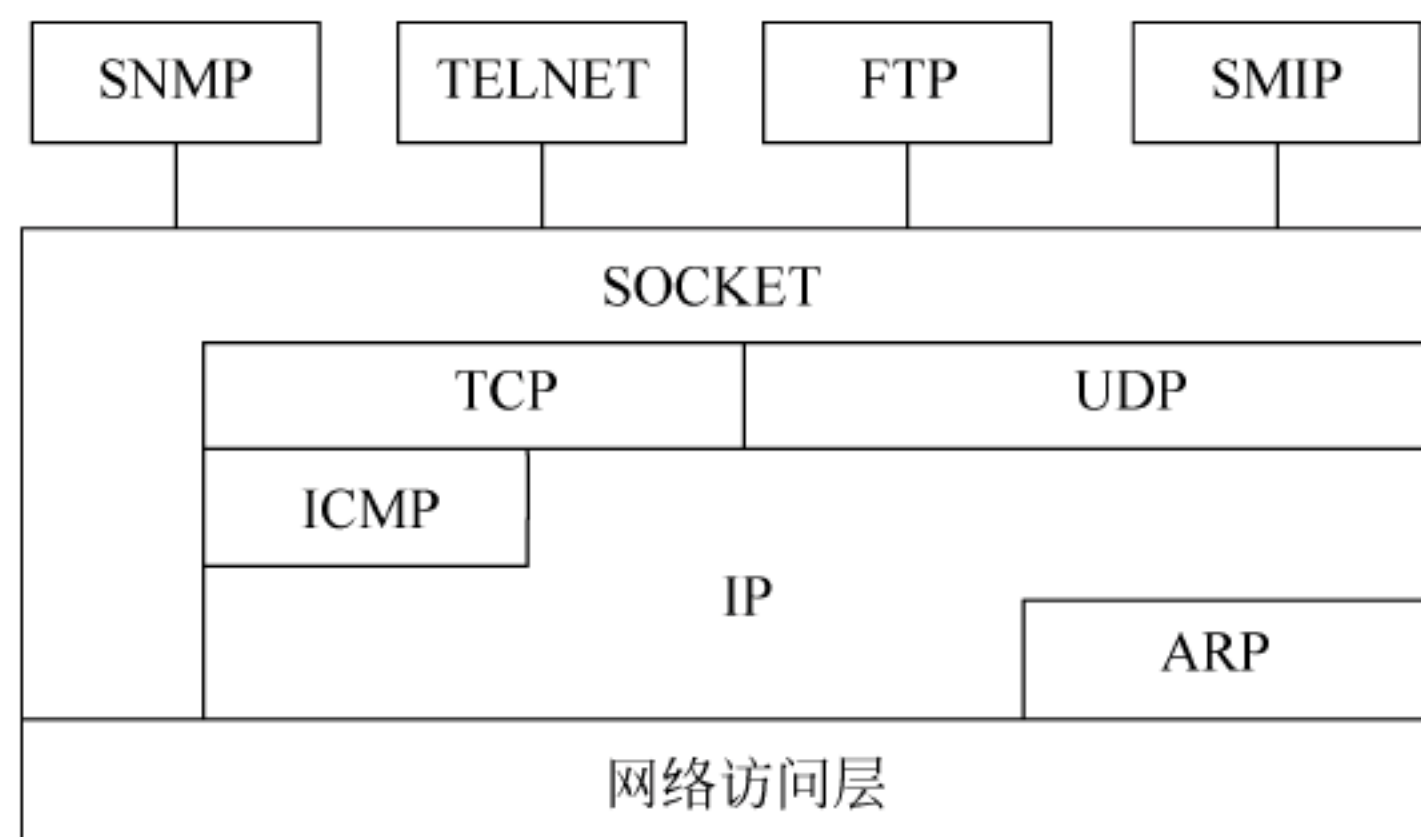 SNMP TELNET FTP SMIP
SOCKET
TCP UDP
ICMP
IP
ARP
网络访问层